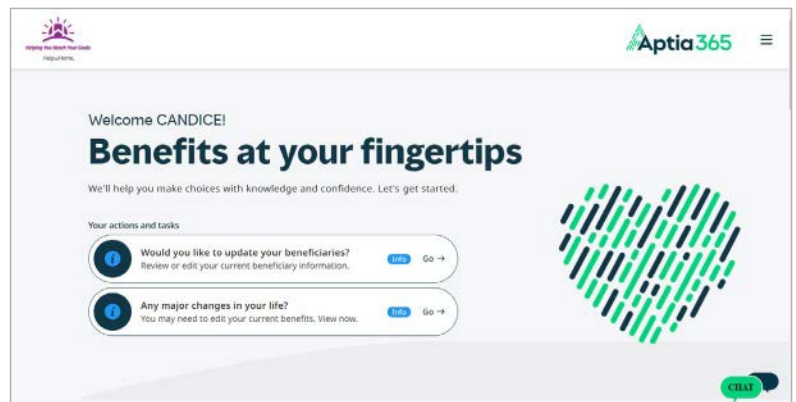 Helping You Reach Your Goals
HelpatHome.
Aptia365
Welcome CANDICE!
Benefits at your fingertips
We'll help you make choices with knowledge and confidence. Let's get started.
Your actions and tasks
Would you like to update your beneficiaries?
Review or edit your current beneficiary information.
Info Go →
Any major changes in your life?
You may need to edit your current benefits. View now.
Info Go →
CHAT